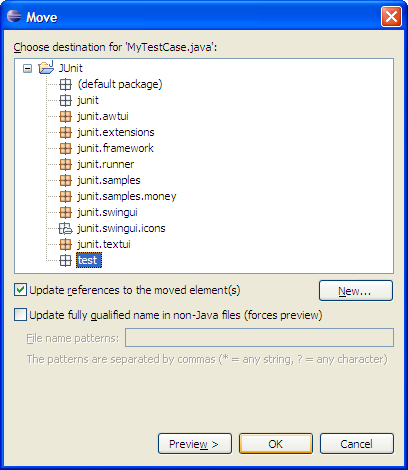 Move
Choose destination for 'MyTestCase.java':
JUnit
(default package)
junit
junit.awtui
junit.extensions
junit.framework
junit.runner
junit.samples
junit.samples.money
junit.swingui
junit.swingui.icons
junit.textui
test
Update references to the moved element(s)
New...
Update fully qualified name in non-Java files (forces preview)
File name patterns:
The patterns are separated by commas (* = any string, ? = any character)
Preview > OK Cancel